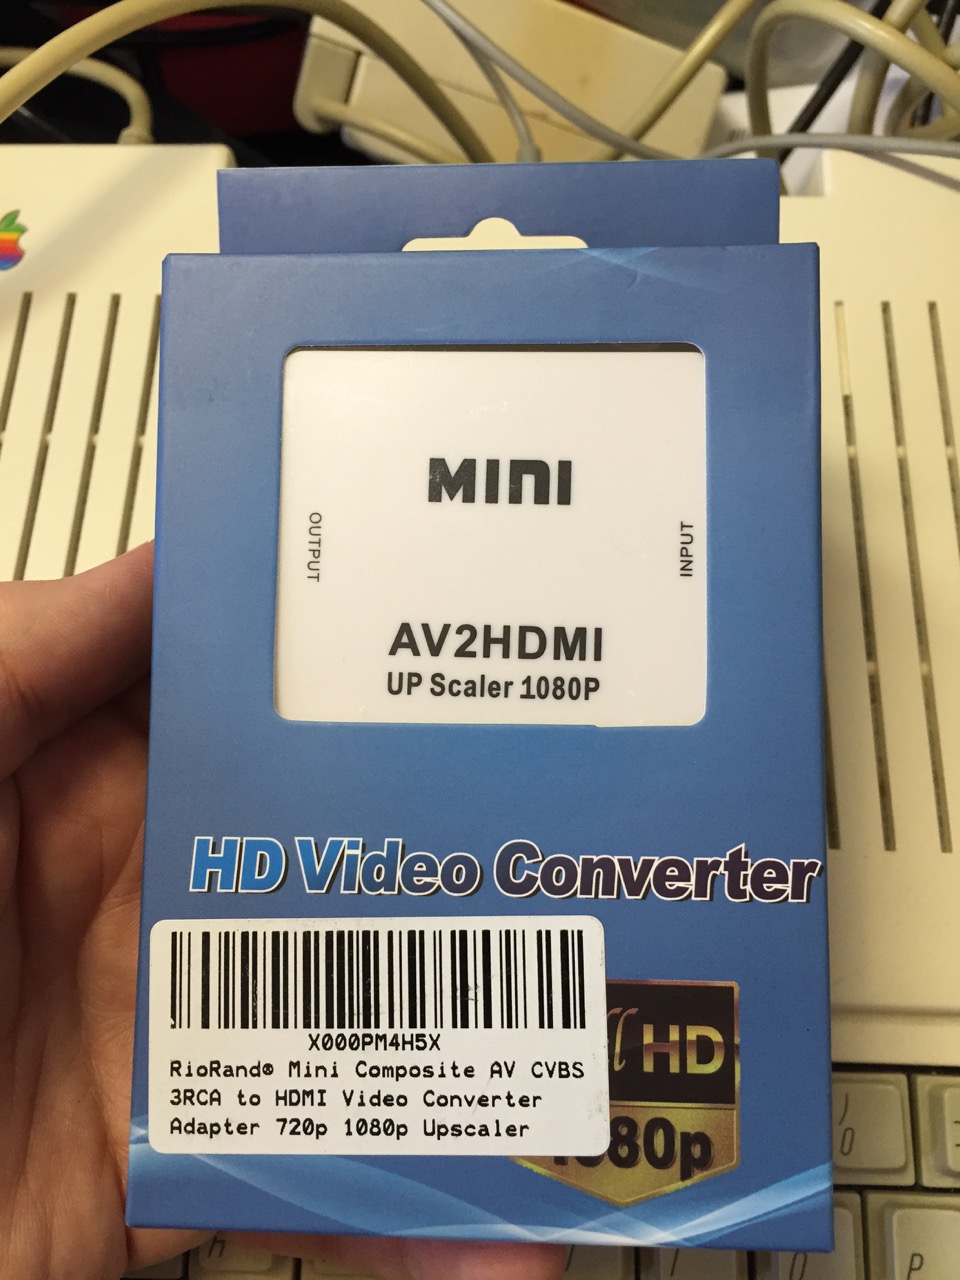 MINI
OUTPUT
INPUT
AV2HDMI
UP Scaler 1080P
HD Video Converter
X000PM4H5X
RioRand® Mini Composite AV CVBS
3RCA to HDMI Video Converter
Adapter 720p 1080p Upscaler
HD
1080p
)
0
O
P